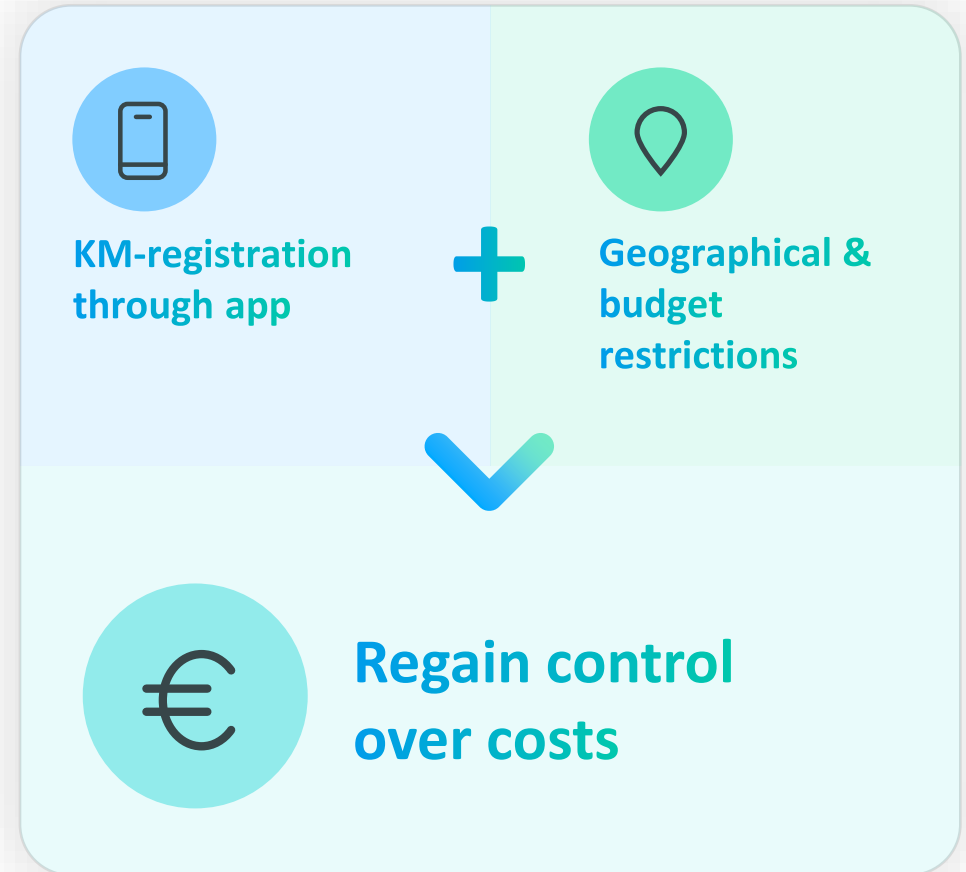 KM-registration
through app
+
Geographical &
budget
restrictions
€
Regain control
over costs